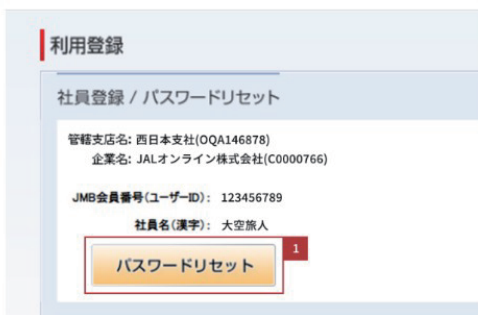 利用登録
社員登録 / パスワードリセット
管轄支店名: 西日本支社(OQA146878)
企業名: JALオンライン株式会社(C0000766)
JMB会員番号(ユーザーID): 123456789
社員名(漢字): 大空旅人
1
パスワードリセット